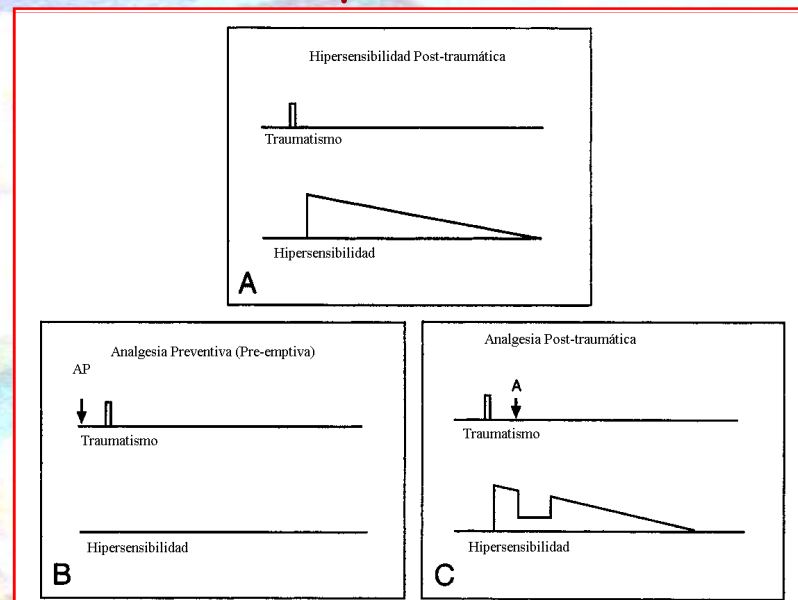 Hipersensibilidad Post-traumática
Traumatismo
Hipersensibilidad
A
Analgesia Preventiva (Pre-emptiva)
AP
Traumatismo
Hipersensibilidad
B
Analgesia Post-traumática
A
Traumatismo
Hipersensibilidad
C